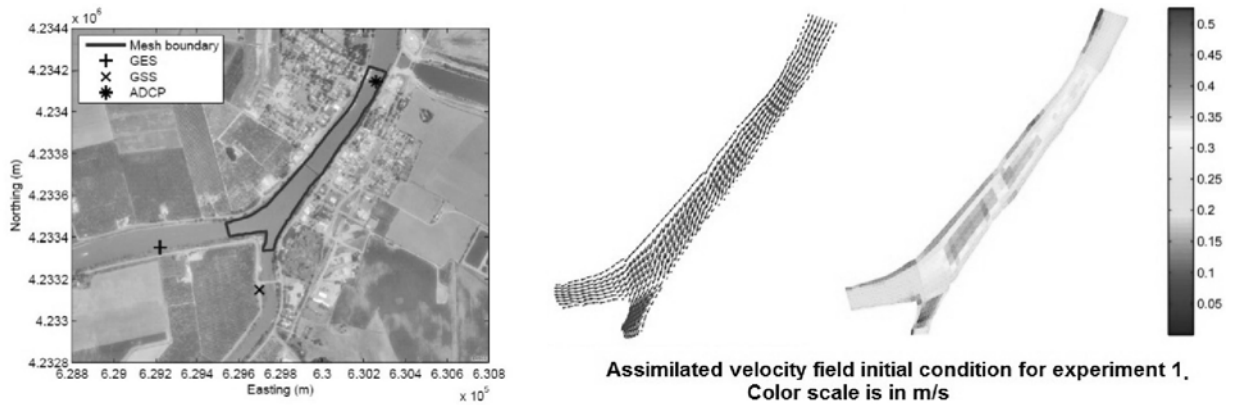 x 10⁶
4.2344
4.2342
4.234
4.2338
4.2336
4.2334
4.2332
4.233
4.2328
Northing (m)
Mesh boundary
GES
GSS
ADCP
6.288 6.29 6.292 6.294 6.296 6.298 6.3 6.302 6.304 6.306 6.308
Easting (m)
x 10⁵
0.5
0.45
0.4
0.35
0.3
0.25
0.2
0.15
0.1
0.05
Assimilated velocity field initial condition for experiment 1.
Color scale is in m/s